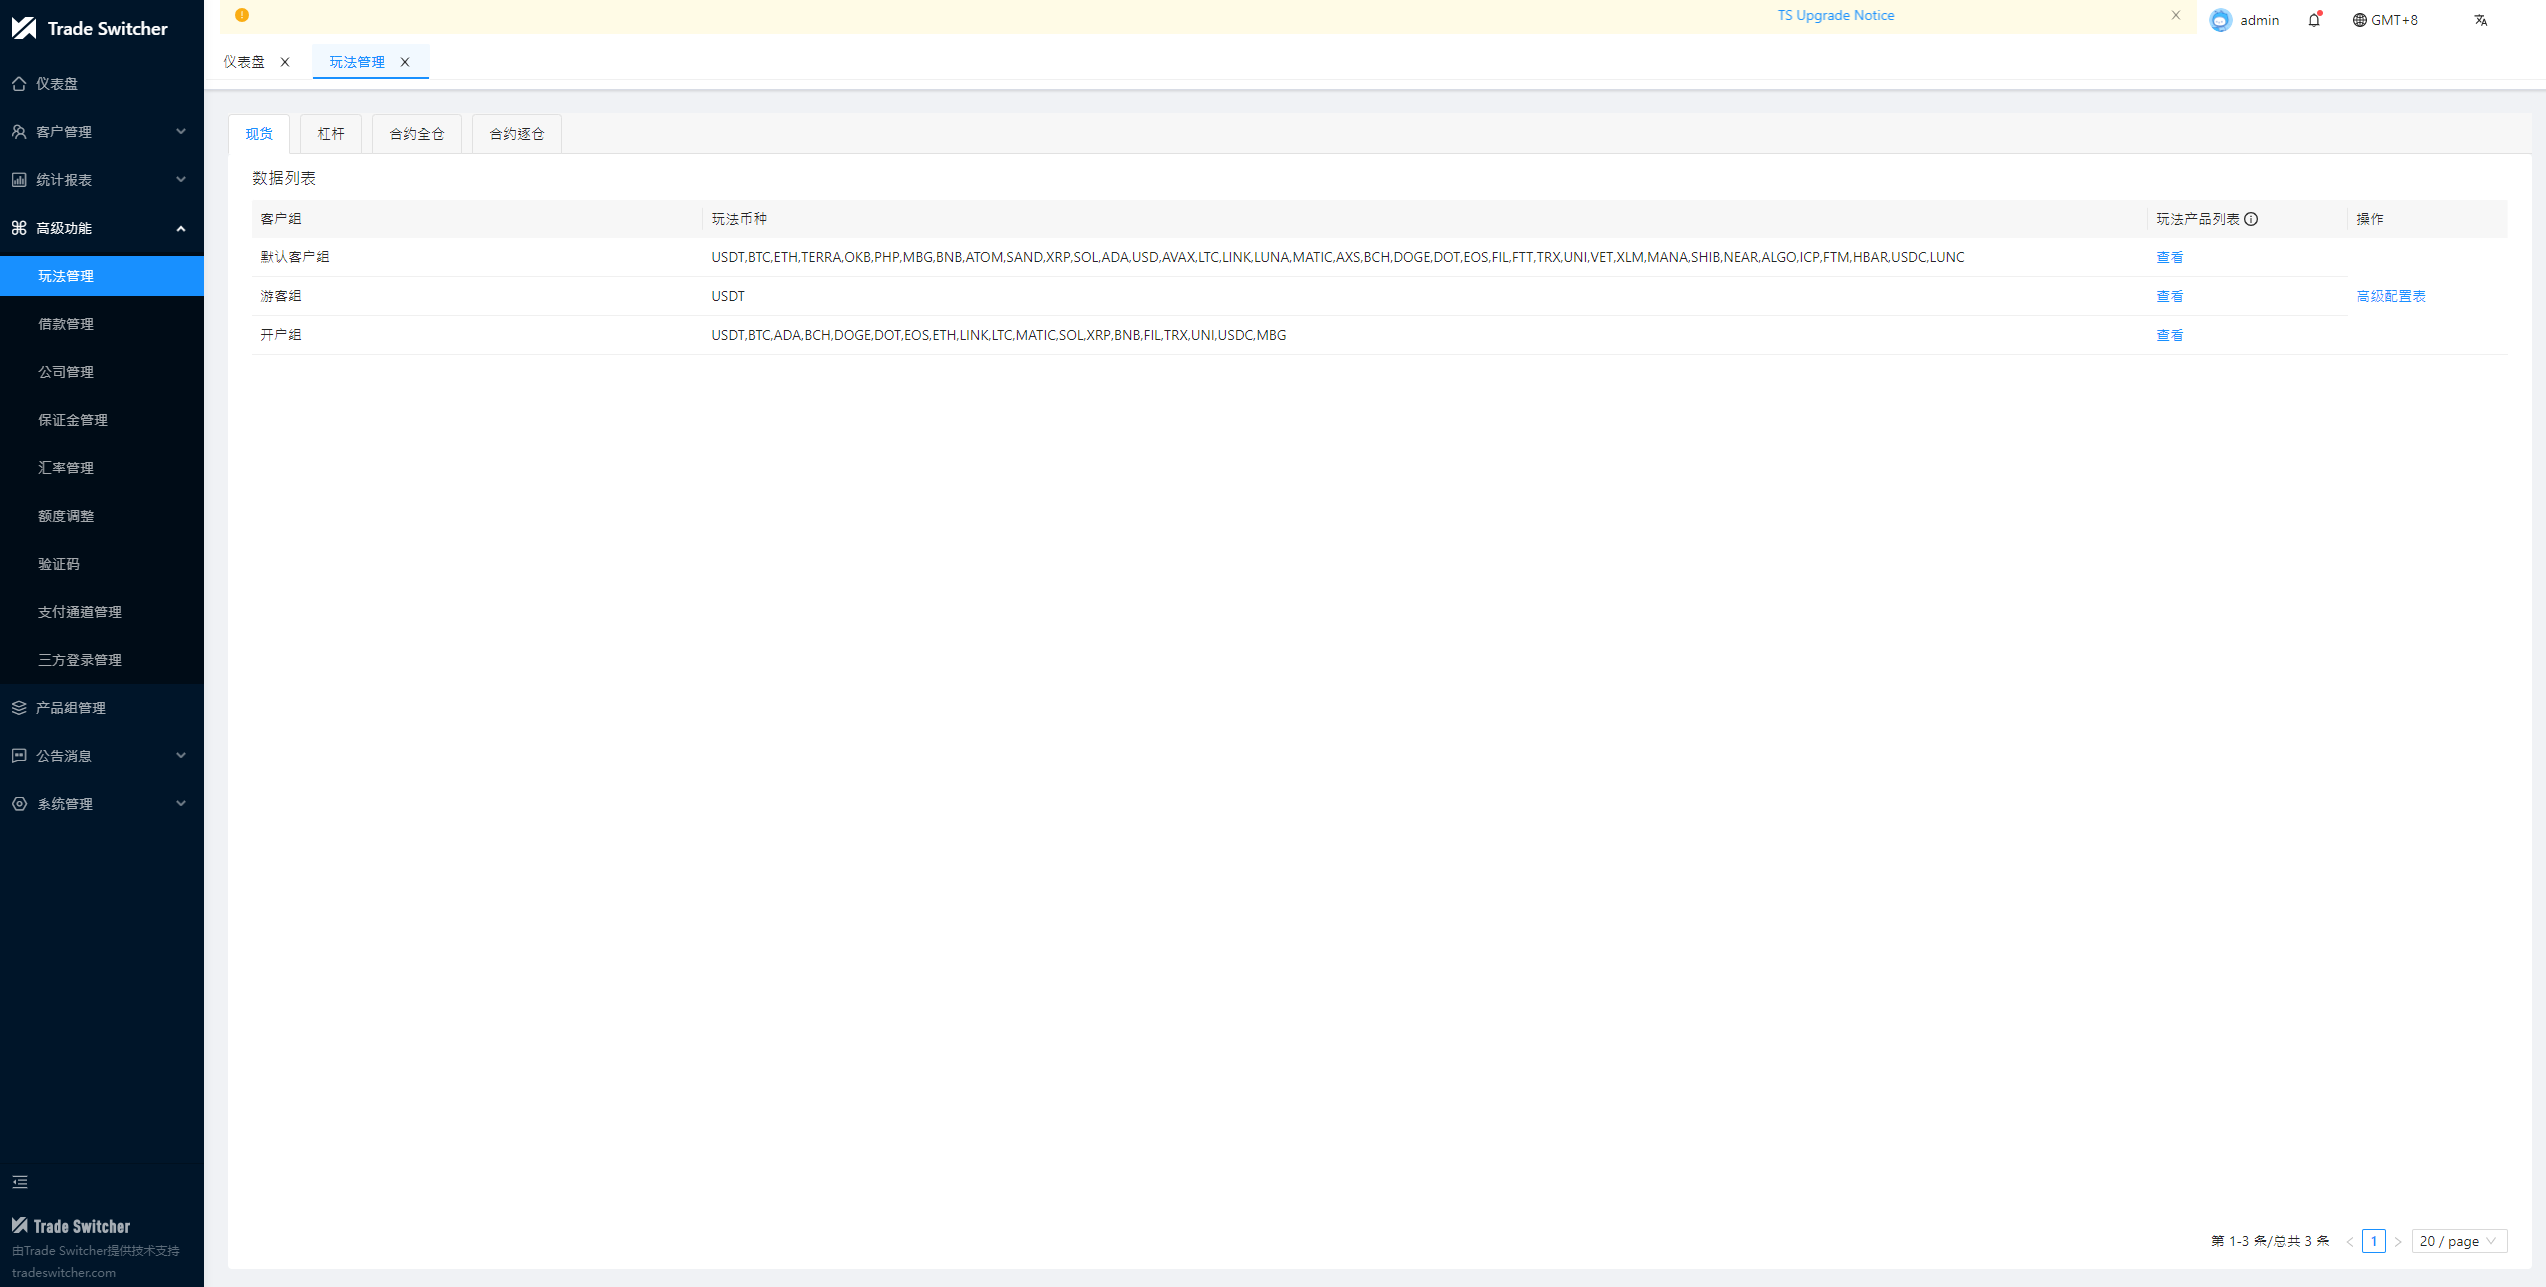 Trade Switcher
仪表盘
客户管理
统计报表
高级功能
玩法管理
借款管理
公司管理
保证金管理
汇率管理
额度调整
验证码
支付通道管理
三方登录管理
产品组管理
公告消息
系统管理
Trade Switcher
由Trade Switcher提供技术支持
tradeswitcher.com
TS Upgrade Notice
admin
GMT+8
仪表盘
玩法管理
现货 杠杆 合约全仓 合约逐仓
数据列表
客户组 玩法币种 玩法产品列表 操作
默认客户组 USDT,BTC,ETH,TERRA,OKB,PHP,MBG,BNB,ATOM,SAND,XRP,SOL,ADA,USD,AVAX,LTC,LINK,LUNA,MATIC,AXS,BCH,DOGE,DOT,EOS,FIL,FTT,TRX,UNI,VET,XLM,MANA,SHIB,NEAR,ALGO,ICP,FTM,HBAR,USDC,LUNC 查看
游客组 USDT 查看 高级配置表
开户组 USDT,BTC,ADA,BCH,DOGE,DOT,EOS,ETH,LINK,LTC,MATIC,SOL,XRP,BNB,FIL,TRX,UNI,USDC,MBG 查看
第 1-3 条/总共 3 条 < 1 > 20 / page